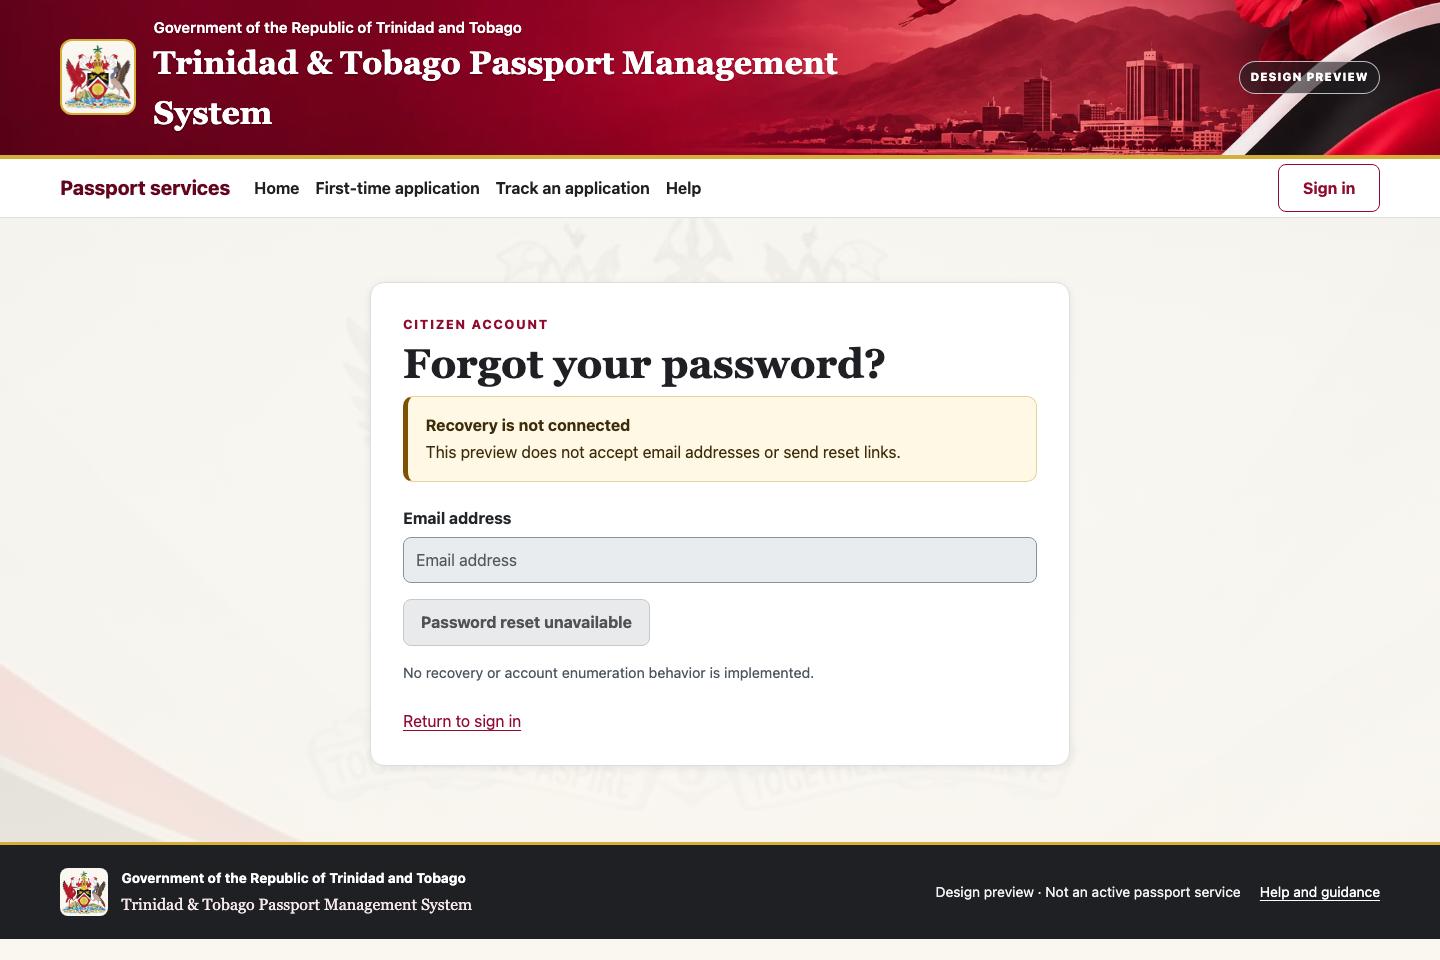 Government of the Republic of Trinidad and Tobago
Trinidad & Tobago Passport Management
System
DESIGN PREVIEW
Passport services
Home
First-time application
Track an application
Help
Sign in
CITIZEN ACCOUNT
Forgot your password?
Recovery is not connected
This preview does not accept email addresses or send reset links.
Email address
Email address
Password reset unavailable
No recovery or account enumeration behavior is implemented.
Return to sign in
Government of the Republic of Trinidad and Tobago
Trinidad & Tobago Passport Management System
Design preview · Not an active passport service
Help and guidance